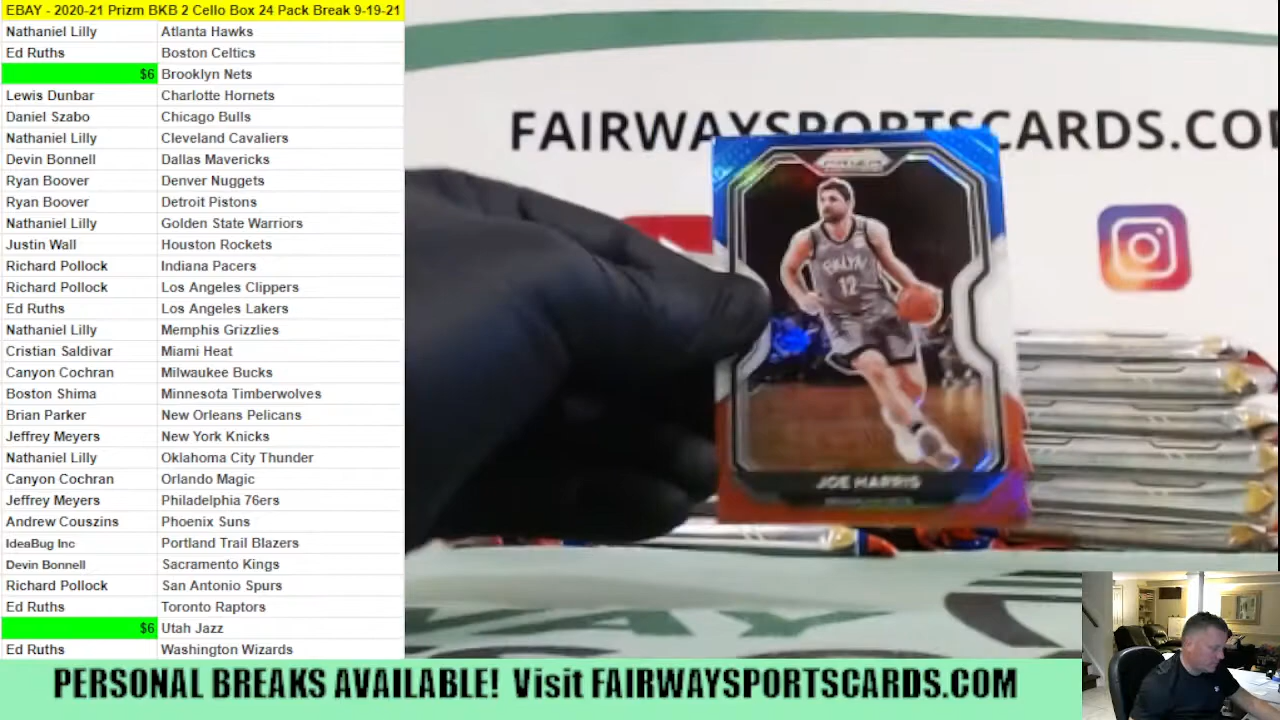 EBAY - 2020-21 Prizm BKB 2 Cello Box 24 Pack Break 9-19-21
Nathaniel Lilly Atlanta Hawks
Ed Ruths Boston Celtics
$6 Brooklyn Nets
Lewis Dunbar Charlotte Hornets
Daniel Szabo Chicago Bulls
Nathaniel Lilly Cleveland Cavaliers
Devin Bonnell Dallas Mavericks
Ryan Boover Denver Nuggets
Ryan Boover Detroit Pistons
Nathaniel Lilly Golden State Warriors
Justin Wall Houston Rockets
Richard Pollock Indiana Pacers
Richard Pollock Los Angeles Clippers
Ed Ruths Los Angeles Lakers
Nathaniel Lilly Memphis Grizzlies
Cristian Saldivar Miami Heat
Canyon Cochran Milwaukee Bucks
Boston Shima Minnesota Timberwolves
Brian Parker New Orleans Pelicans
Jeffrey Meyers New York Knicks
Nathaniel Lilly Oklahoma City Thunder
Canyon Cochran Orlando Magic
Jeffrey Meyers Philadelphia 76ers
Andrew Couszins Phoenix Suns
IdeaBug Inc Portland Trail Blazers
Devin Bonnell Sacramento Kings
Richard Pollock San Antonio Spurs
Ed Ruths Toronto Raptors
$6 Utah Jazz
Ed Ruths Washington Wizards
FAIRWAYSPORTSCARDS.CO
PRIZM
BKLYN
12
JOE HARRIS
WAY
PERSONAL BREAKS AVAILABLE! Visit FAIRWAYSPORTSCARDS.COM